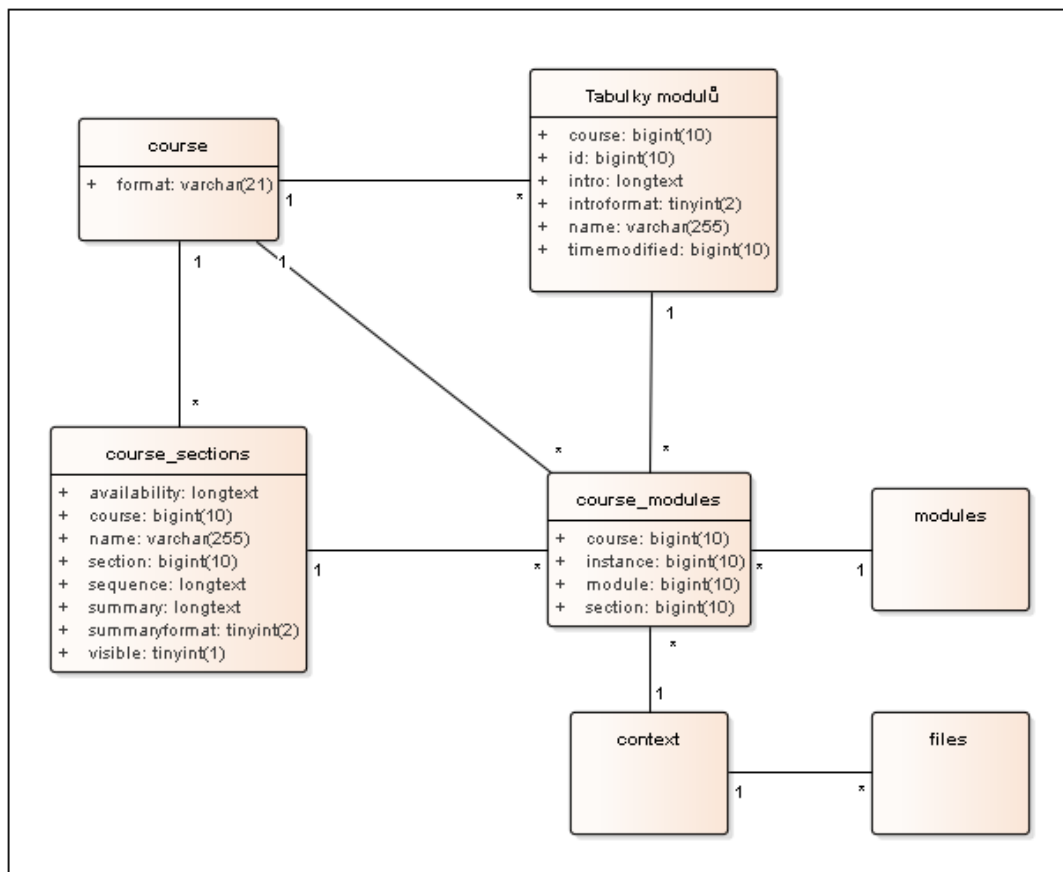 course
+ format: varchar(21)
Tabulky modulů
+ course: bigint(10)
+ id: bigint(10)
+ intro: longtext
+ introformat: tinyint(2)
+ name: varchar(255)
+ timemodified: bigint(10)
1
*
1
1
1
*
*
*
course_sections
+ availability: longtext
+ course: bigint(10)
+ name: varchar(255)
+ section: bigint(10)
+ sequence: longtext
+ summary: longtext
+ summaryformat: tinyint(2)
+ visible: tinyint(1)
course_modules
+ course: bigint(10)
+ instance: bigint(10)
+ module: bigint(10)
+ section: bigint(10)
modules
1
*
*
1
*
1
context
files
1
*